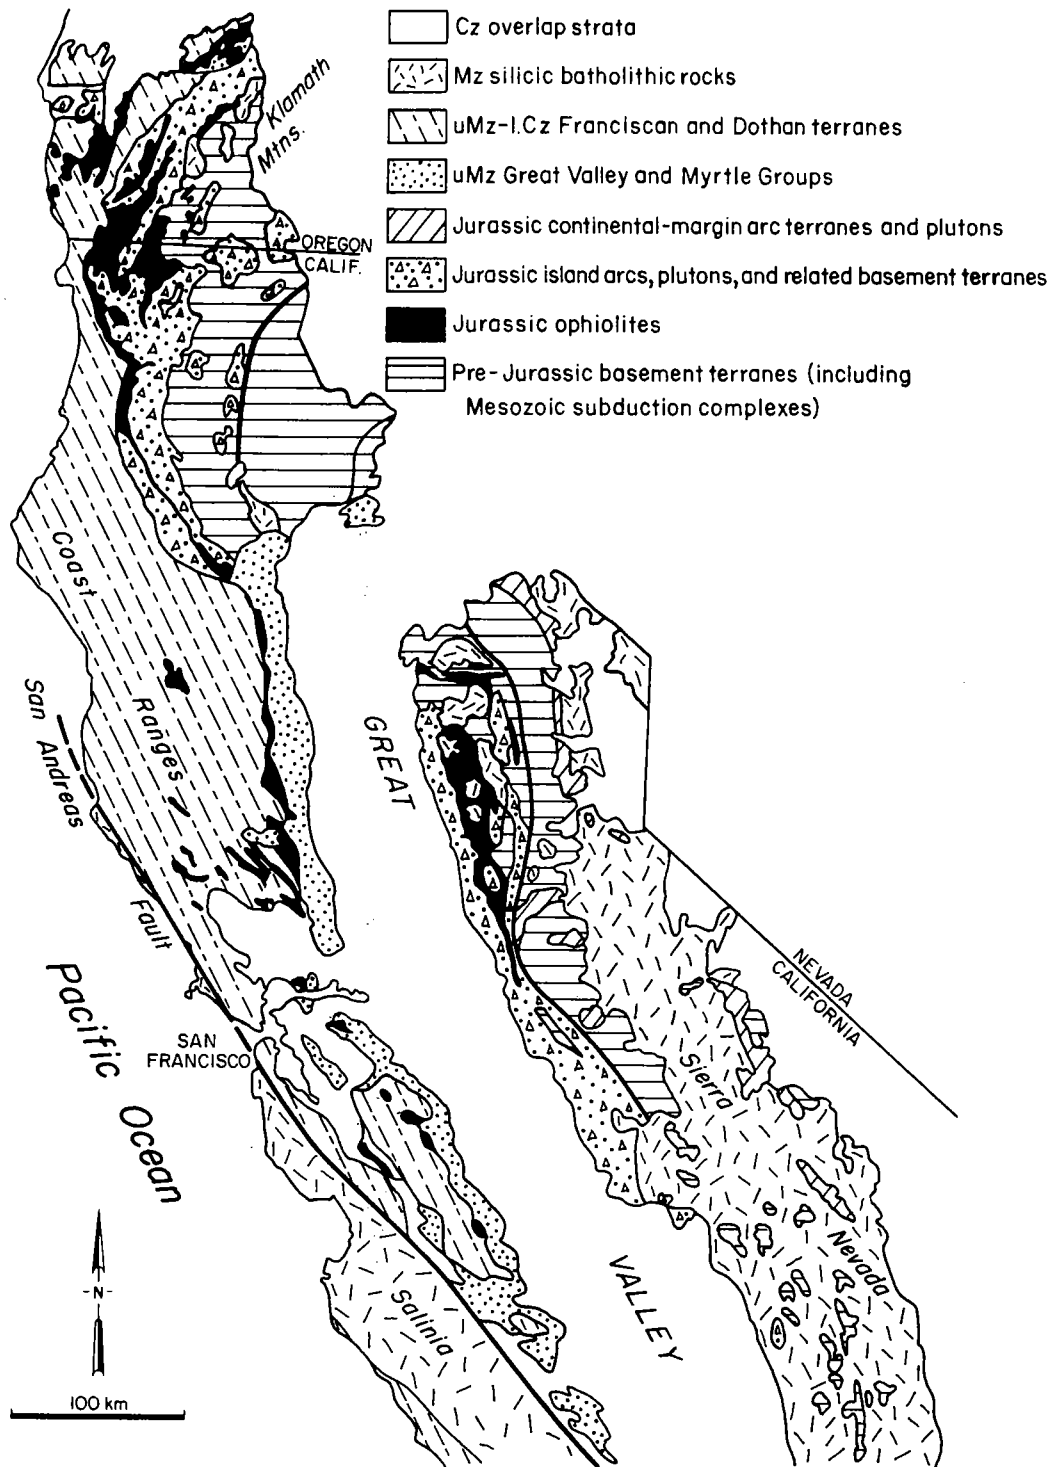 Cz overlap strata
Mz silicic batholithic rocks
uMz-l.Cz Franciscan and Dothan terranes
uMz Great Valley and Myrtle Groups
Jurassic continental-margin arc terranes and plutons
Jurassic island arcs, plutons, and related basement terranes
Jurassic ophiolites
Pre-Jurassic basement terranes (including
Mesozoic subduction complexes)
Klamath
Mtns.
OREGON
CALIF.
Coast
Ranges
San Andreas
Fault
GREAT
VALLEY
Pacific
Ocean
SAN
FRANCISCO
NEVADA
CALIFORNIA
Sierra
Nevada
Salinia
-N-
100 km